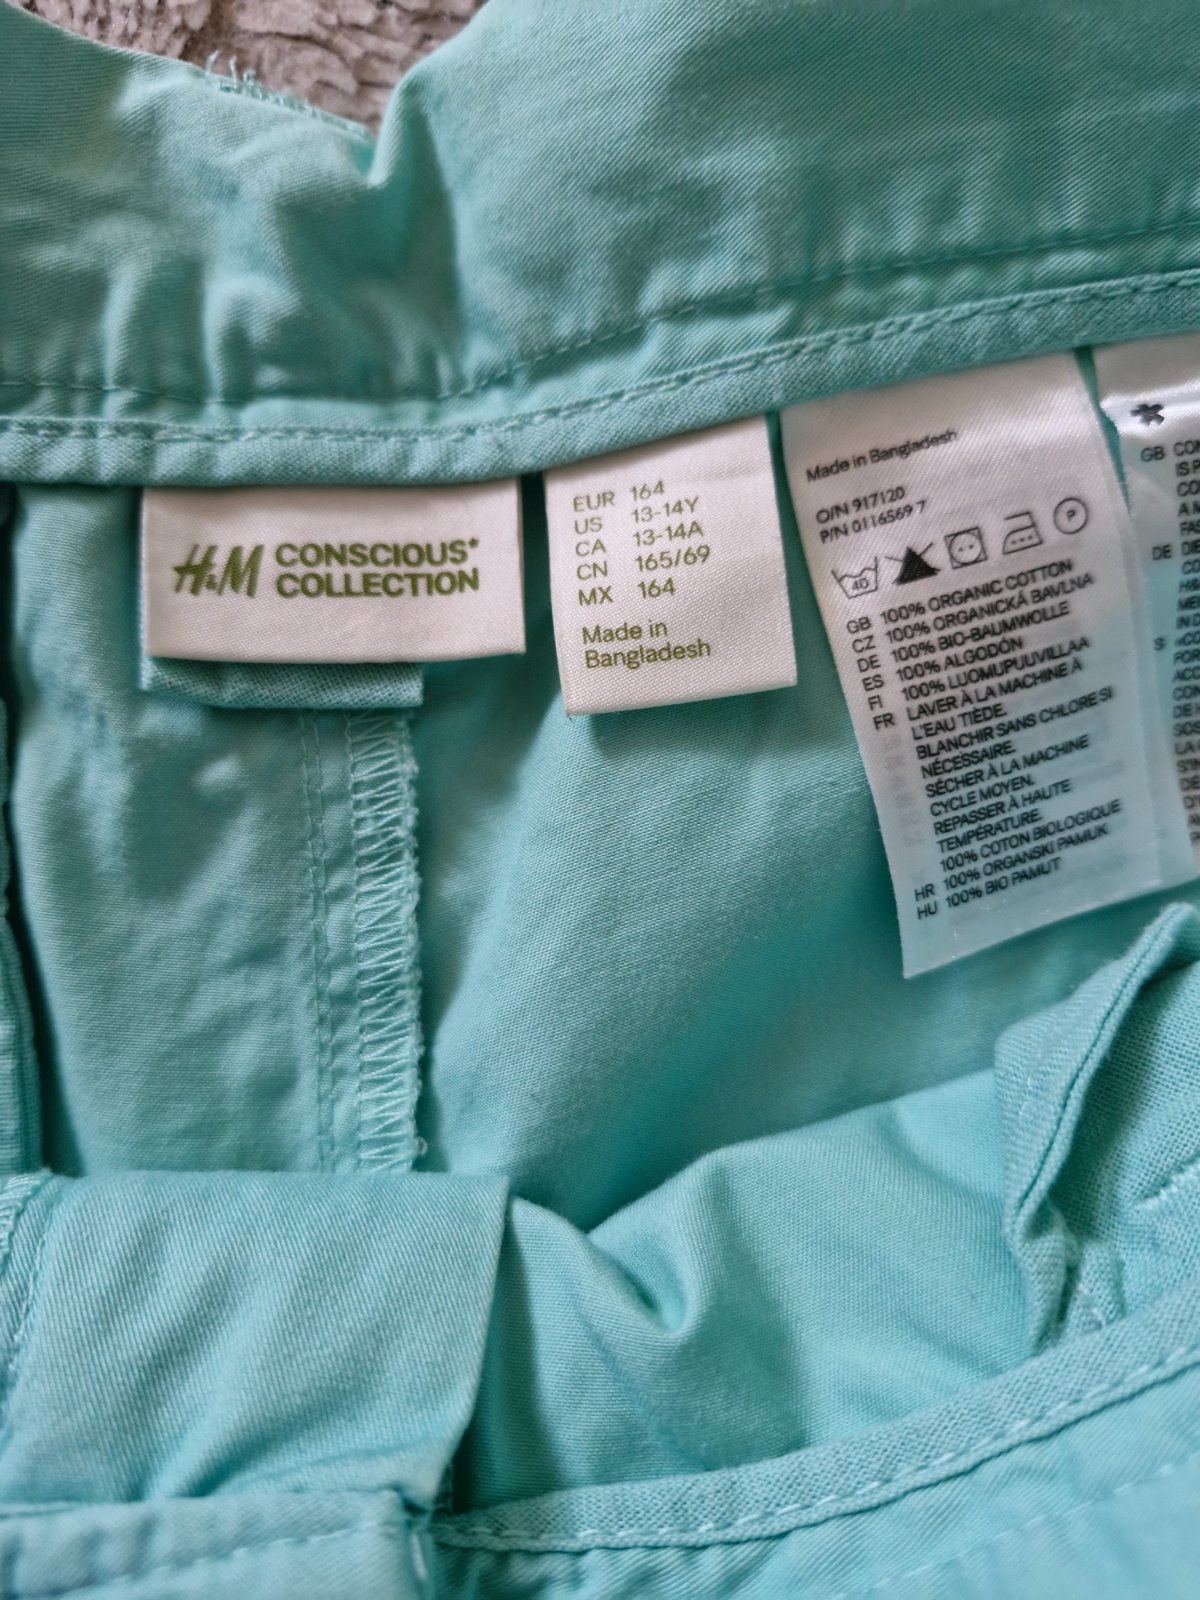 H&M CONSCIOUS*
COLLECTION
EUR 164
US 13-14Y
CA 13-14A
CN 165/69
MX 164
Made in
Bangladesh
Made in Bangladesh
O/N 917120
P/N 0116569 7
40
P
GB 100% ORGANIC COTTON
CZ 100% ORGANICKÁ BAVLNA
DE 100% BIO-BAUMWOLLE
ES 100% ALGODÓN
FI 100% LUOMUPUUVILLAA
FR LAVER À LA MACHINE À
L'EAU TIÈDE.
BLANCHIR SANS CHLORE SI
NÉCESSAIRE.
SÉCHER À LA MACHINE
CYCLE MOYEN.
REPASSER À HAUTE
TEMPÉRATURE.
100% COTON BIOLOGIQUE
HR 100% ORGANSKI PAMUK
HU 100% BIO PAMUT
GB
DE
S